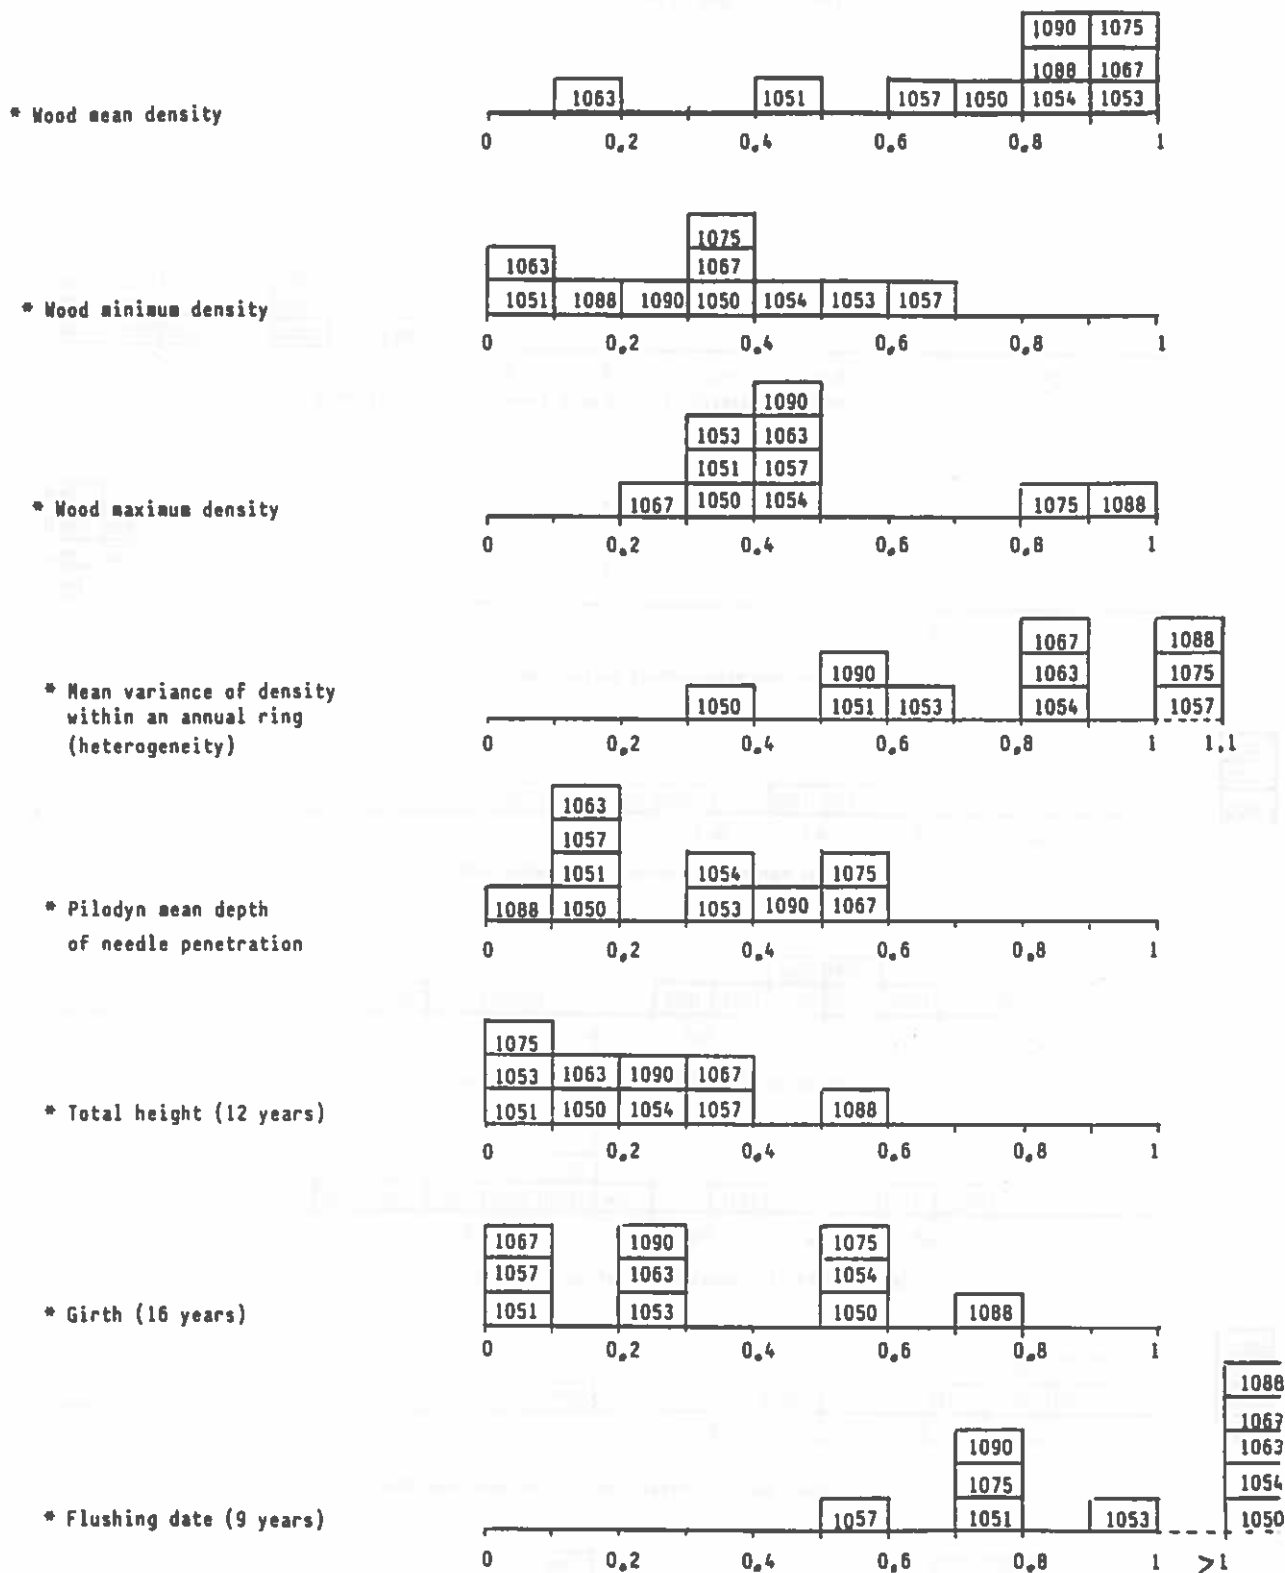 1090 1075
1088 1067
1063 1051 1057 1050 1054 1053
* Wood mean density
0 0,2 0,4 0,6 0,8 1
1075
1063 1067
1051 1088 1090 1050 1054 1053 1057
* Wood minimum density
0 0,2 0,4 0,6 0,8 1
1090
1053 1063
1051 1057
1067 1050 1054 1075 1088
* Wood maximum density
0 0,2 0,4 0,6 0,8 1
1067 1088
1090 1063 1075
1050 1051 1053 1054 1057
* Mean variance of density
within an annual ring
(heterogeneity)
0 0,2 0,4 0,6 0,8 1 1,1
1063
1057
1051 1054 1075
1088 1050 1053 1090 1067
* Pilodyn mean depth
of needle penetration
0 0,2 0,4 0,6 0,8 1
1075
1053 1063 1090 1067
1051 1050 1054 1057 1088
* Total height (12 years)
0 0,2 0,4 0,6 0,8 1
1067 1090 1075
1057 1063 1054
1051 1053 1050 1088
* Girth (16 years)
0 0,2 0,4 0,6 0,8 1
1088
1067
1090 1063
1075 1054
1057 1051 1053 1050
* Flushing date (9 years)
0 0,2 0,4 0,6 0,8 1 >1